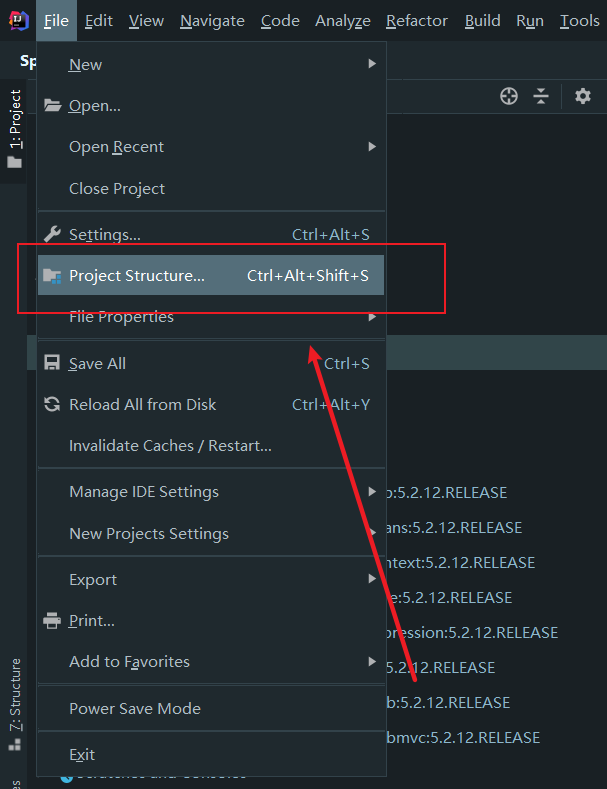 File Edit View Navigate Code Analyze Refactor Build Run Tools
Sp
1: Project
New
Open...
Open Recent
Close Project
Settings... Ctrl+Alt+S
Project Structure... Ctrl+Alt+Shift+S
File Properties
Save All Ctrl+S
Reload All from Disk Ctrl+Alt+Y
Invalidate Caches / Restart...
Manage IDE Settings
o:5.2.12.RELEASE
New Projects Settings
ans:5.2.12.RELEASE
ntext:5.2.12.RELEASE
Export
e:5.2.12.RELEASE
Print...
pression:5.2.12.RELEASE
Add to Favorites
5.2.12.RELEASE
Power Save Mode
b:5.2.12.RELEASE
bmvc:5.2.12.RELEASE
Exit
7: Structure